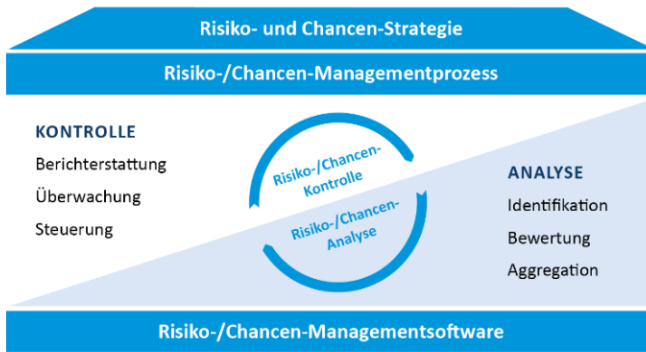 Risiko- und Chancen-Strategie
Risiko-/Chancen-Managementprozess
KONTROLLE
Berichterstattung
Überwachung
Steuerung
Risiko-/Chancen-
Kontrolle
Risiko-/Chancen-
Analyse
ANALYSE
Identifikation
Bewertung
Aggregation
Risiko-/Chancen-Managementsoftware